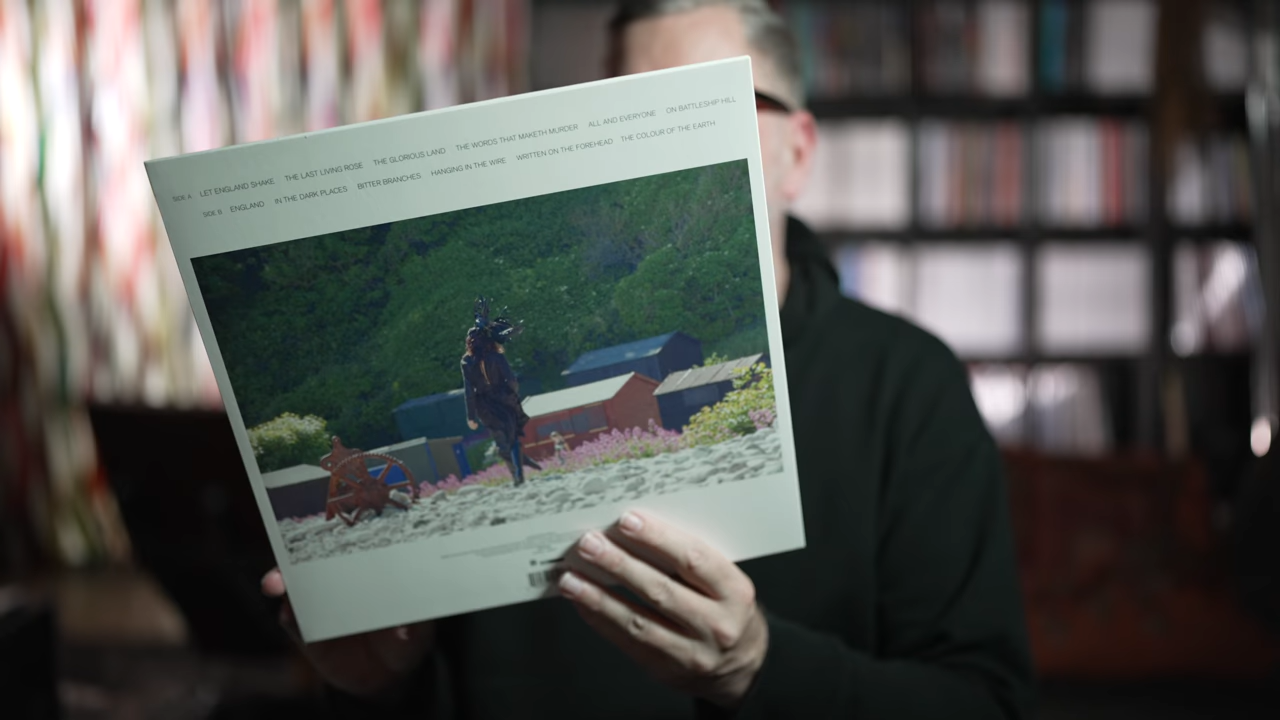 SIDE A LET ENGLAND SHAKE THE LAST LIVING ROSE THE GLORIOUS LAND THE WORDS THAT MAKETH MURDER ALL AND EVERYONE ON BATTLESHIP HILL
SIDE B ENGLAND IN THE DARK PLACES BITTER BRANCHES HANGING IN THE WIRE WRITTEN ON THE FOREHEAD THE COLOUR OF THE EARTH